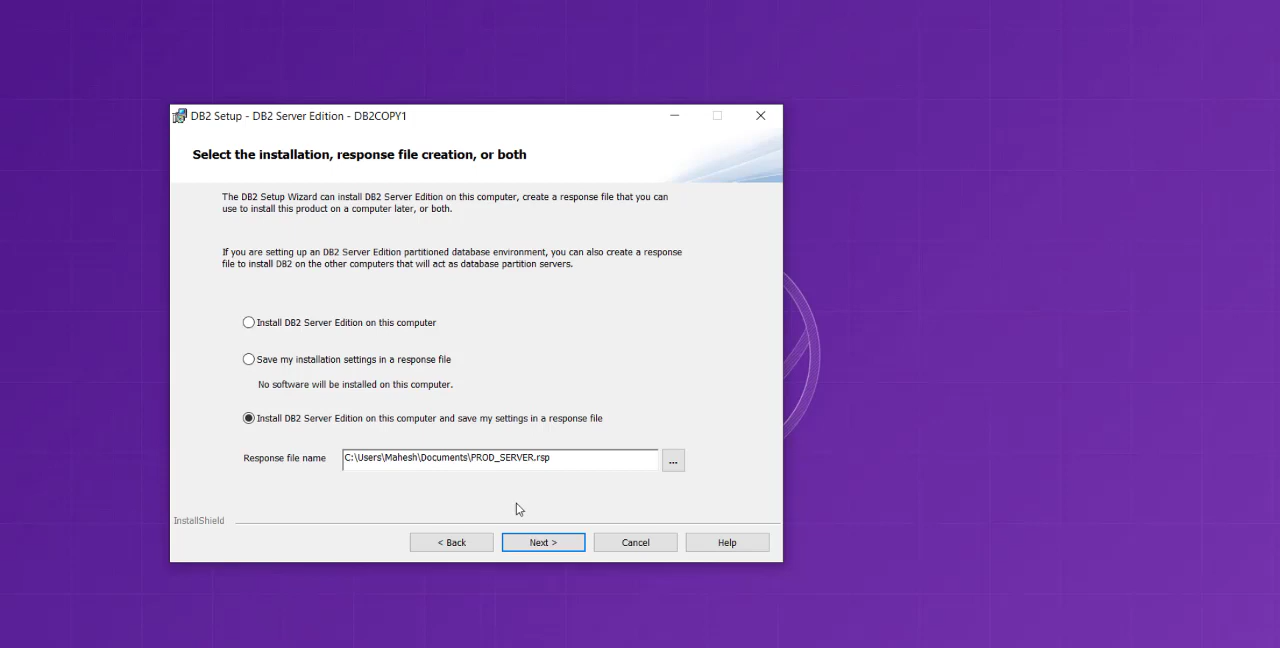 DB2 Setup - DB2 Server Edition - DB2COPY1
Select the installation, response file creation, or both
The DB2 Setup Wizard can install DB2 Server Edition on this computer, create a response file that you can
use to install this product on a computer later, or both.
If you are setting up an DB2 Server Edition partitioned database environment, you can also create a response
file to install DB2 on the other computers that will act as database partition servers.
Install DB2 Server Edition on this computer
Save my installation settings in a response file
No software will be installed on this computer.
Install DB2 Server Edition on this computer and save my settings in a response file
Response file name C:\Users\Mahesh\Documents\PROD_SERVER.rsp ...
InstallShield
< Back Next > Cancel Help